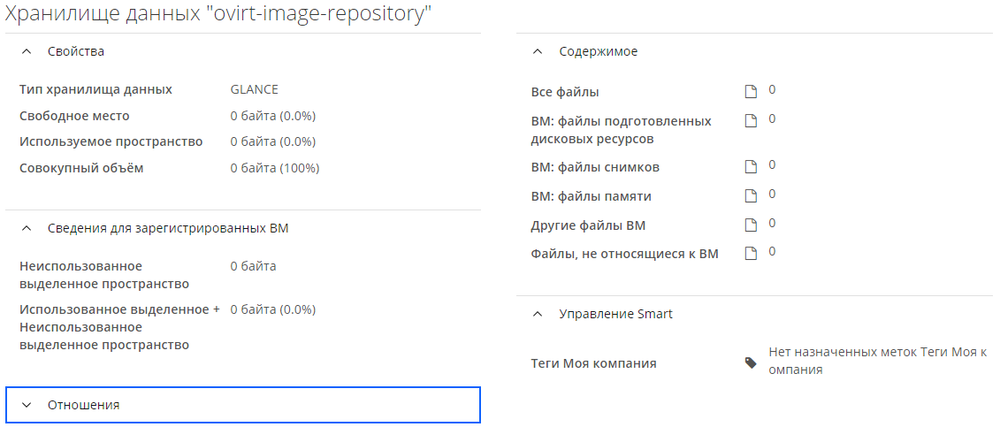 Хранилище данных "ovirt-image-repository"
Свойства
Тип хранилища данных GLANCE
Свободное место 0 байта (0.0%)
Используемое пространство 0 байта (0.0%)
Совокупный объём 0 байта (100%)
Сведения для зарегистрированных ВМ
Неиспользованное 0 байта
выделенное пространство
Использованное выделенное + 0 байта (0.0%)
Неиспользованное
выделенное пространство
Отношения
Содержимое
Все файлы 0
ВМ: файлы подготовленных 0
дисковых ресурсов
ВМ: файлы снимков 0
ВМ: файлы памяти 0
Другие файлы ВМ 0
Файлы, не относящиеся к ВМ 0
Управление Smart
Теги Моя компания Нет назначенных меток Теги Моя к
омпания